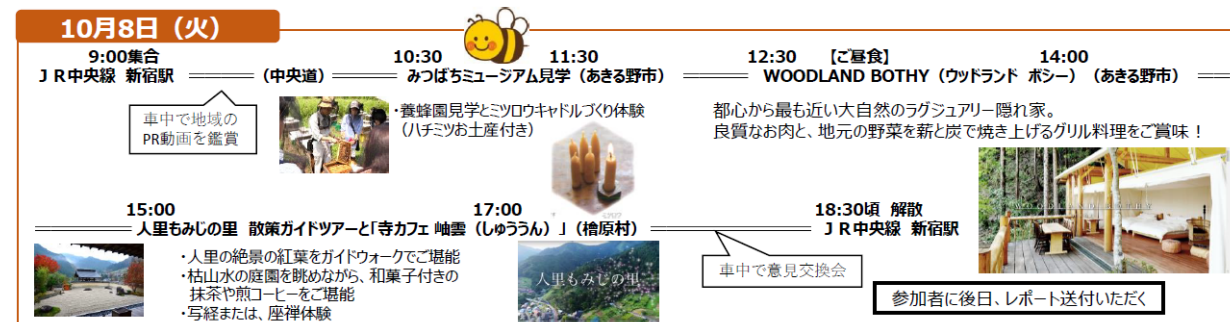 10月8日（火）
9:00集合
ＪＲ中央線 新宿駅
（中央道）
10:30
11:30
みつばちミュージアム見学（あきる野市）
12:30 【ご昼食】
14:00
WOODLAND BOTHY（ウッドランド ボシー）（あきる野市）
車中で地域の
PR動画を鑑賞
・養蜂園見学とミツロウキャドルづくり体験
（ハチミツお土産付き）
都心から最も近い大自然のラグジュアリー隠れ家。
良質なお肉と、地元の野菜を薪と炭で焼き上げるグリル料理をご賞味！
15:00
17:00
人里もみじの里 散策ガイドツアーと「寺カフェ 岫雲（しゅううん）」（檜原村）
18:30頃 解散
ＪＲ中央線 新宿駅
・人里の絶景の紅葉をガイドウォークでご堪能
・枯山水の庭園を眺めながら、和菓子付きの
抹茶や煎コーヒーをご堪能
・写経または、座禅体験
人里もみじの里
車中で意見交換会
参加者に後日、レポート送付いただく